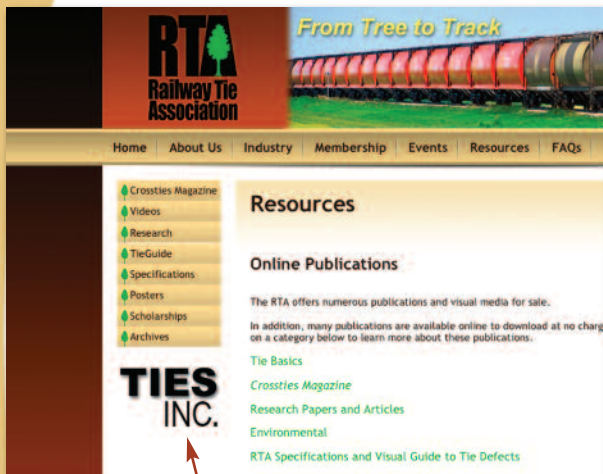 RTA
Railway Tie
Association
From Tree to Track
Home About Us Industry Membership Events Resources FAQs
Crossties Magazine
Videos
Research
TieGuide
Specifications
Posters
Scholarships
Archives
TIES
INC.
Resources
Online Publications
The RTA offers numerous publications and visual media for sale.
In addition, many publications are available online to download at no charg
on a category below to learn more about these publications.
Tie Basics
Crossties Magazine
Research Papers and Articles
Environmental
RTA Specifications and Visual Guide to Tie Defects